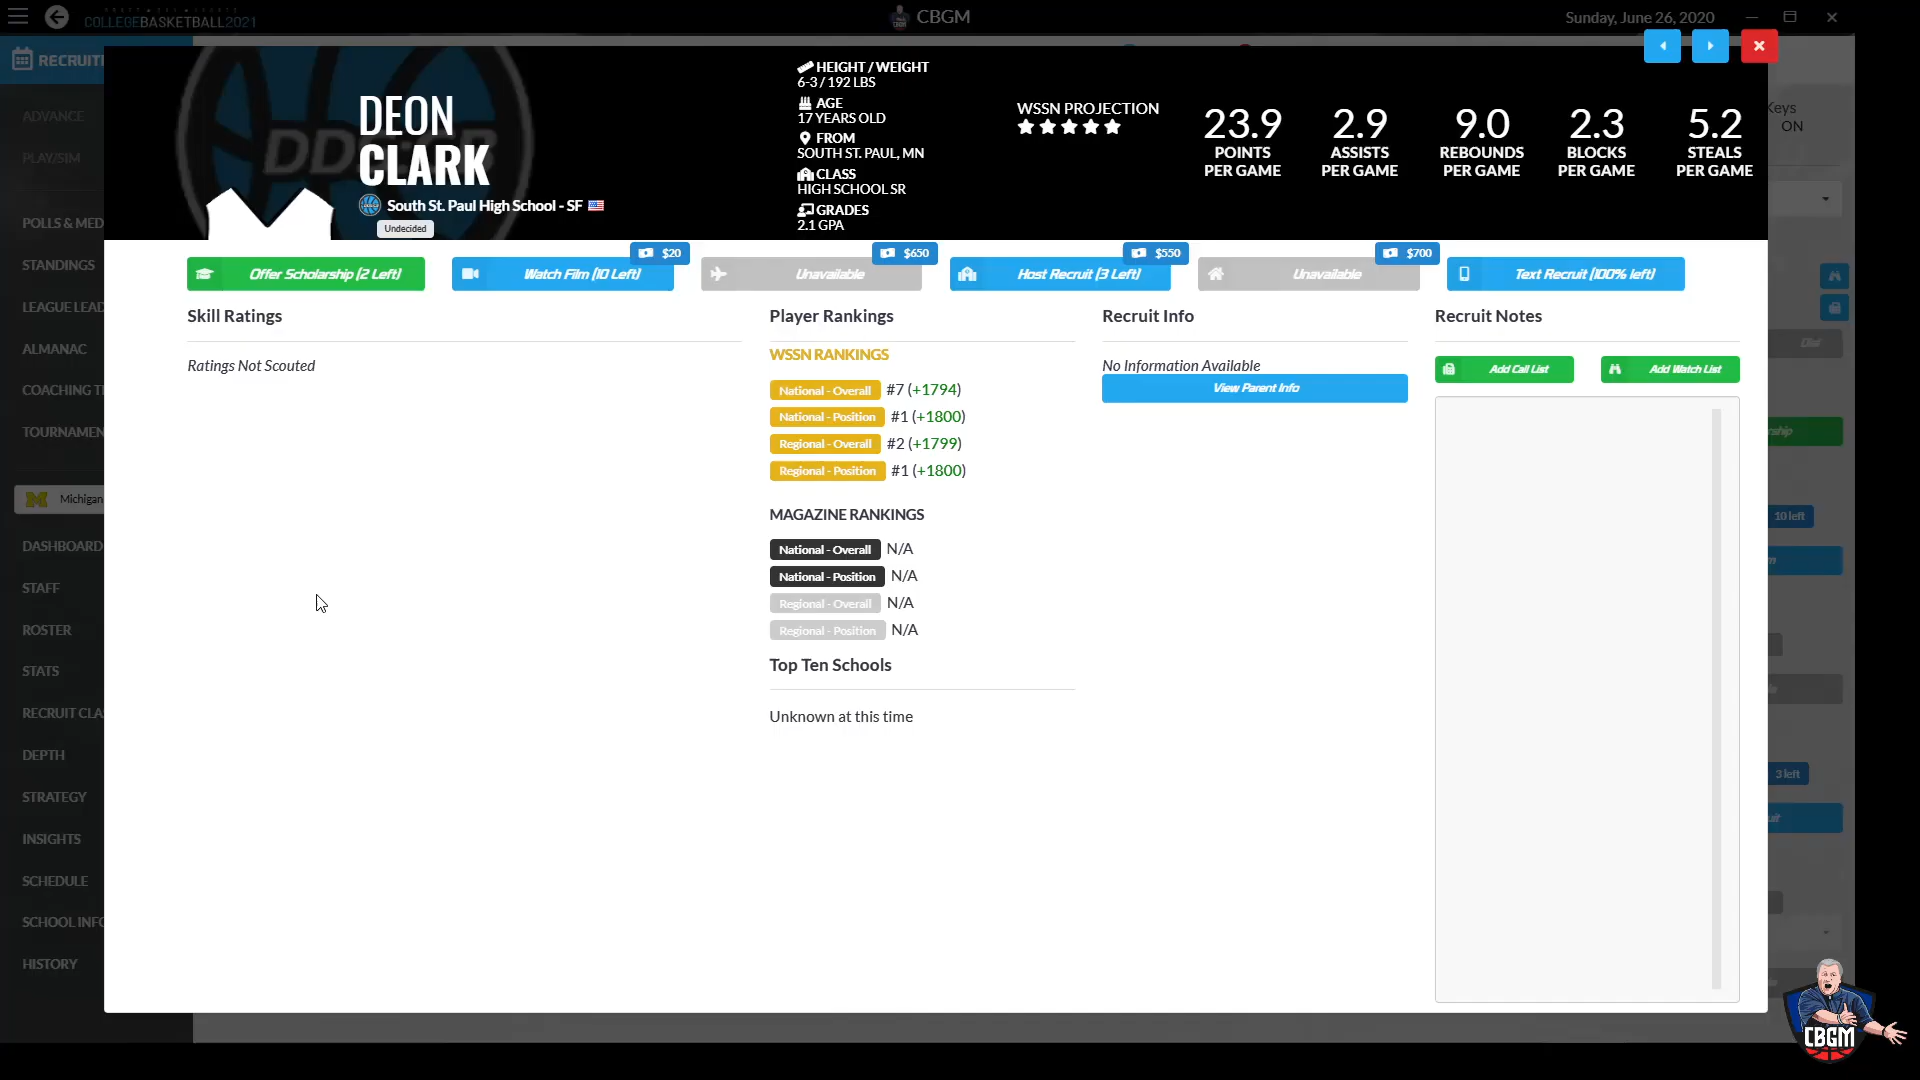 COLLEGEBASKETBALL2021
CBGM
Sunday, June 26, 2020
RECRUITI
ADVANCE
PLAY/SIM
POLLS & MED
STANDINGS
LEAGUE LEAD
ALMANAC
COACHING T
TOURNAMEN
Michigan
DASHBOARD
STAFF
ROSTER
STATS
RECRUIT CLA
DEPTH
STRATEGY
INSIGHTS
SCHEDULE
SCHOOL INFO
HISTORY
DEON
CLARK
South St. Paul High School - SF
Undecided
HEIGHT / WEIGHT
6-3 / 192 LBS
AGE
17 YEARS OLD
FROM
SOUTH ST. PAUL, MN
CLASS
HIGH SCHOOL SR
GRADES
2.1 GPA
WSSN PROJECTION
23.9
POINTS
PER GAME
2.9
ASSISTS
PER GAME
9.0
REBOUNDS
PER GAME
2.3
BLOCKS
PER GAME
5.2
STEALS
PER GAME
Keys
ON
$20
$650
$550
$700
Offer Scholarship (2 Left)
Watch Film (10 Left)
Unavailable
Host Recruit (3 Left)
Unavailable
Text Recruit (100% left)
Skill Ratings
Ratings Not Scouted
Player Rankings
WSSN RANKINGS
National - Overall #7 (+1794)
National - Position #1 (+1800)
Regional - Overall #2 (+1799)
Regional - Position #1 (+1800)
MAGAZINE RANKINGS
National - Overall N/A
National - Position N/A
Regional - Overall N/A
Regional - Position N/A
Top Ten Schools
Unknown at this time
Recruit Info
No Information Available
View Parent Info
Recruit Notes
Add Call List
Add Watch List
10 left
3 left
CBGM